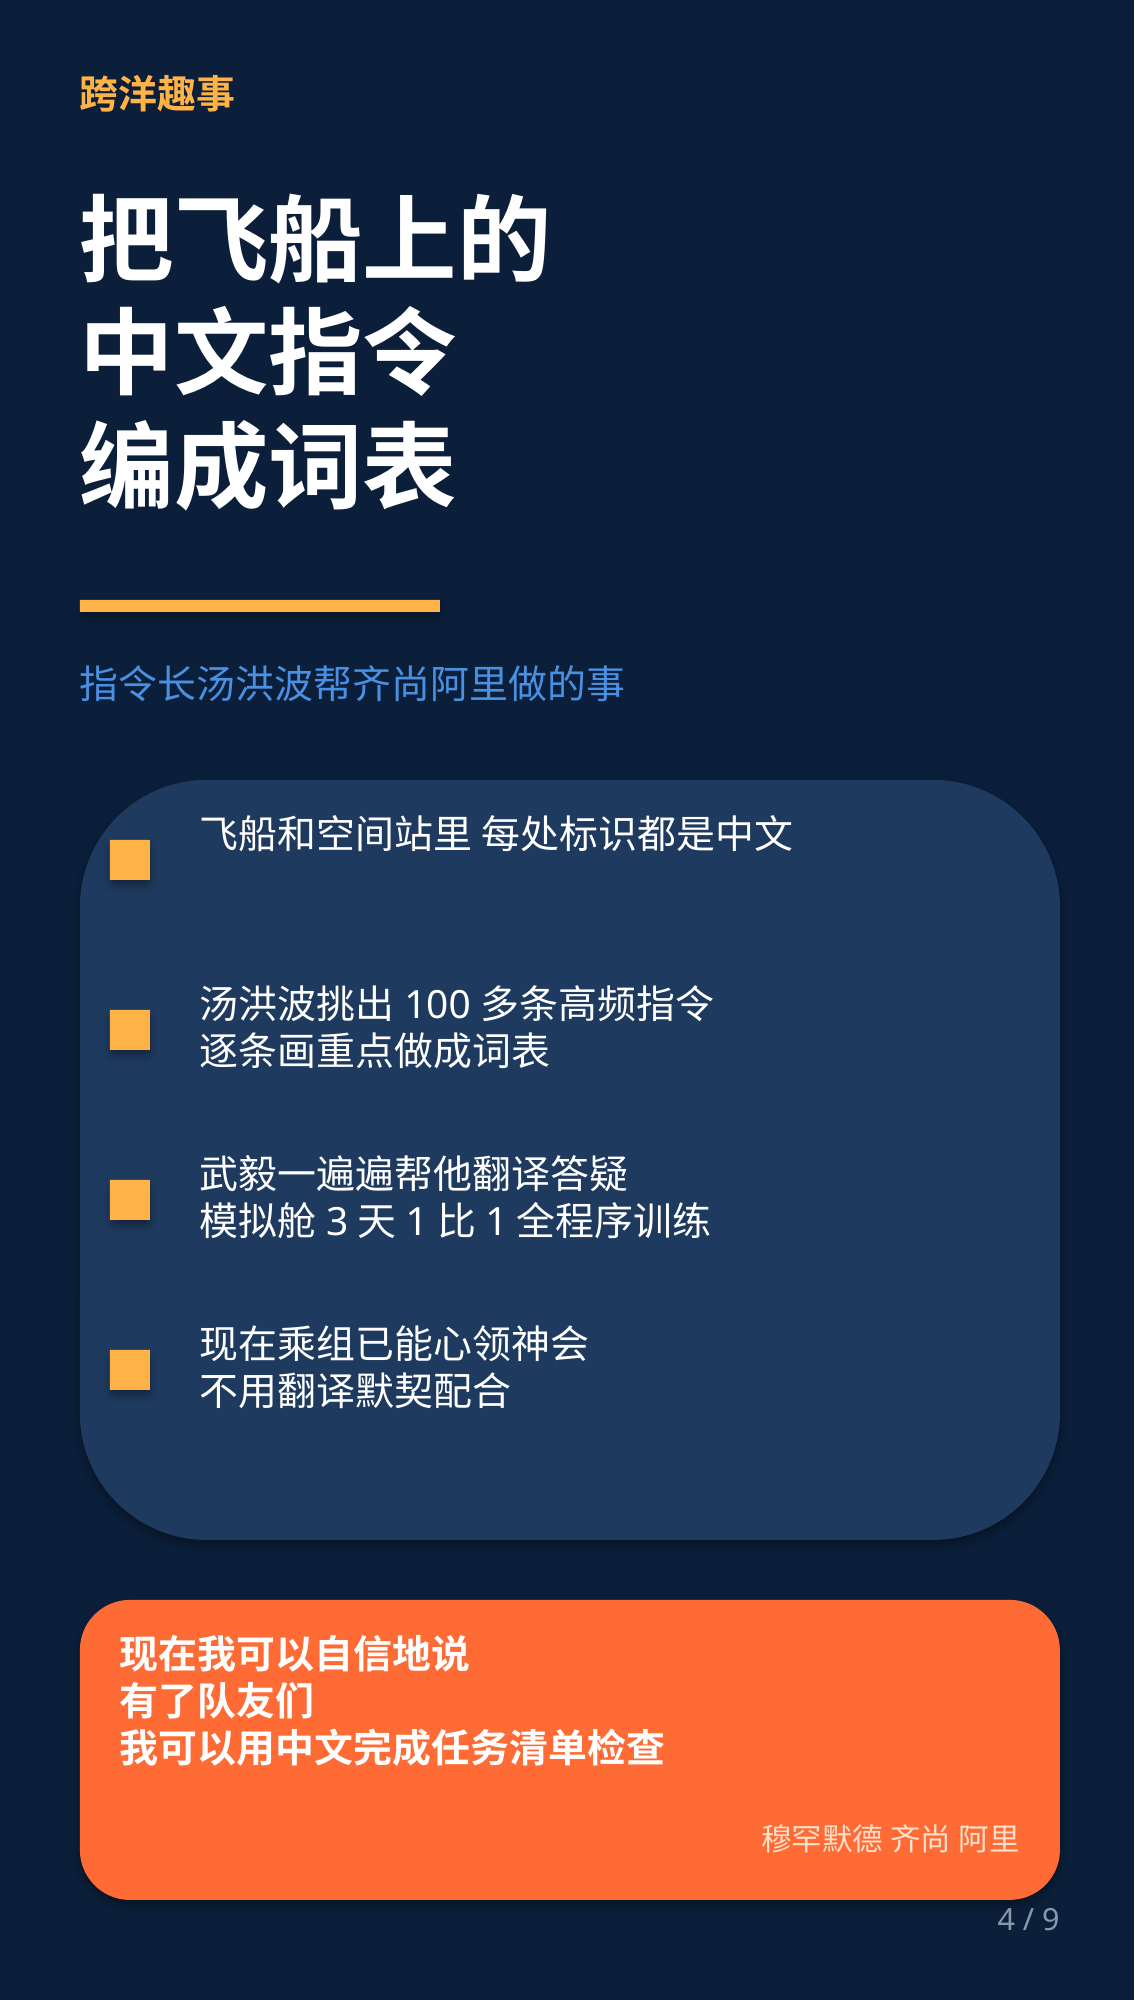 跨洋趣事
把飞船上的
中文指令
编成词表
指令长汤洪波帮齐尚阿里做的事
飞船和空间站里 每处标识都是中文
汤洪波挑出 100 多条高频指令
逐条画重点做成词表
武毅一遍遍帮他翻译答疑
模拟舱 3 天 1 比 1 全程序训练
现在乘组已能心领神会
不用翻译默契配合
现在我可以自信地说
有了队友们
我可以用中文完成任务清单检查
穆罕默德 齐尚 阿里
4 / 9